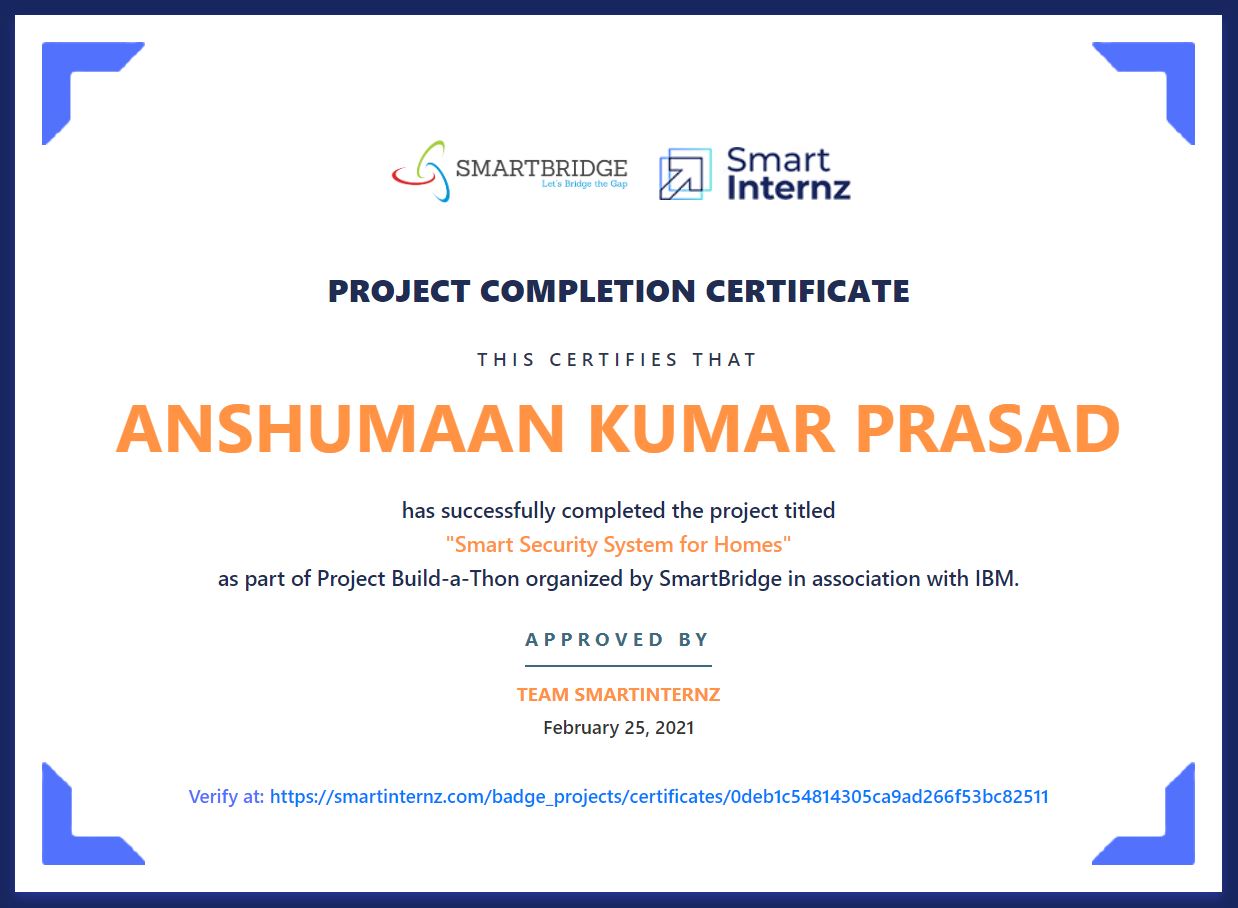 SMARTBRIDGE
Let's Bridge the Gap
Smart
Internz
PROJECT COMPLETION CERTIFICATE
THIS CERTIFIES THAT
ANSHUMAAN KUMAR PRASAD
has successfully completed the project titled
"Smart Security System for Homes"
as part of Project Build-a-Thon organized by SmartBridge in association with IBM.
APPROVED BY
TEAM SMARTINTERNZ
February 25, 2021
Verify at: https://smartinternz.com/badge_projects/certificates/0deb1c54814305ca9ad266f53bc82511